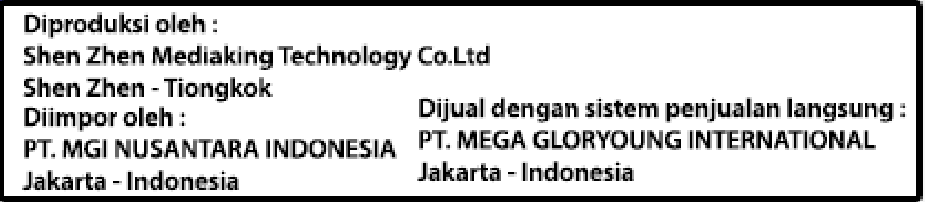 Diproduksi oleh :
Shen Zhen Mediaking Technology Co.Ltd
Shen Zhen - Tiongkok
Diimpor oleh :
PT. MGI NUSANTARA INDONESIA
Jakarta - Indonesia
Dijual dengan sistem penjualan langsung :
PT. MEGA GLORYOUNG INTERNATIONAL
Jakarta - Indonesia